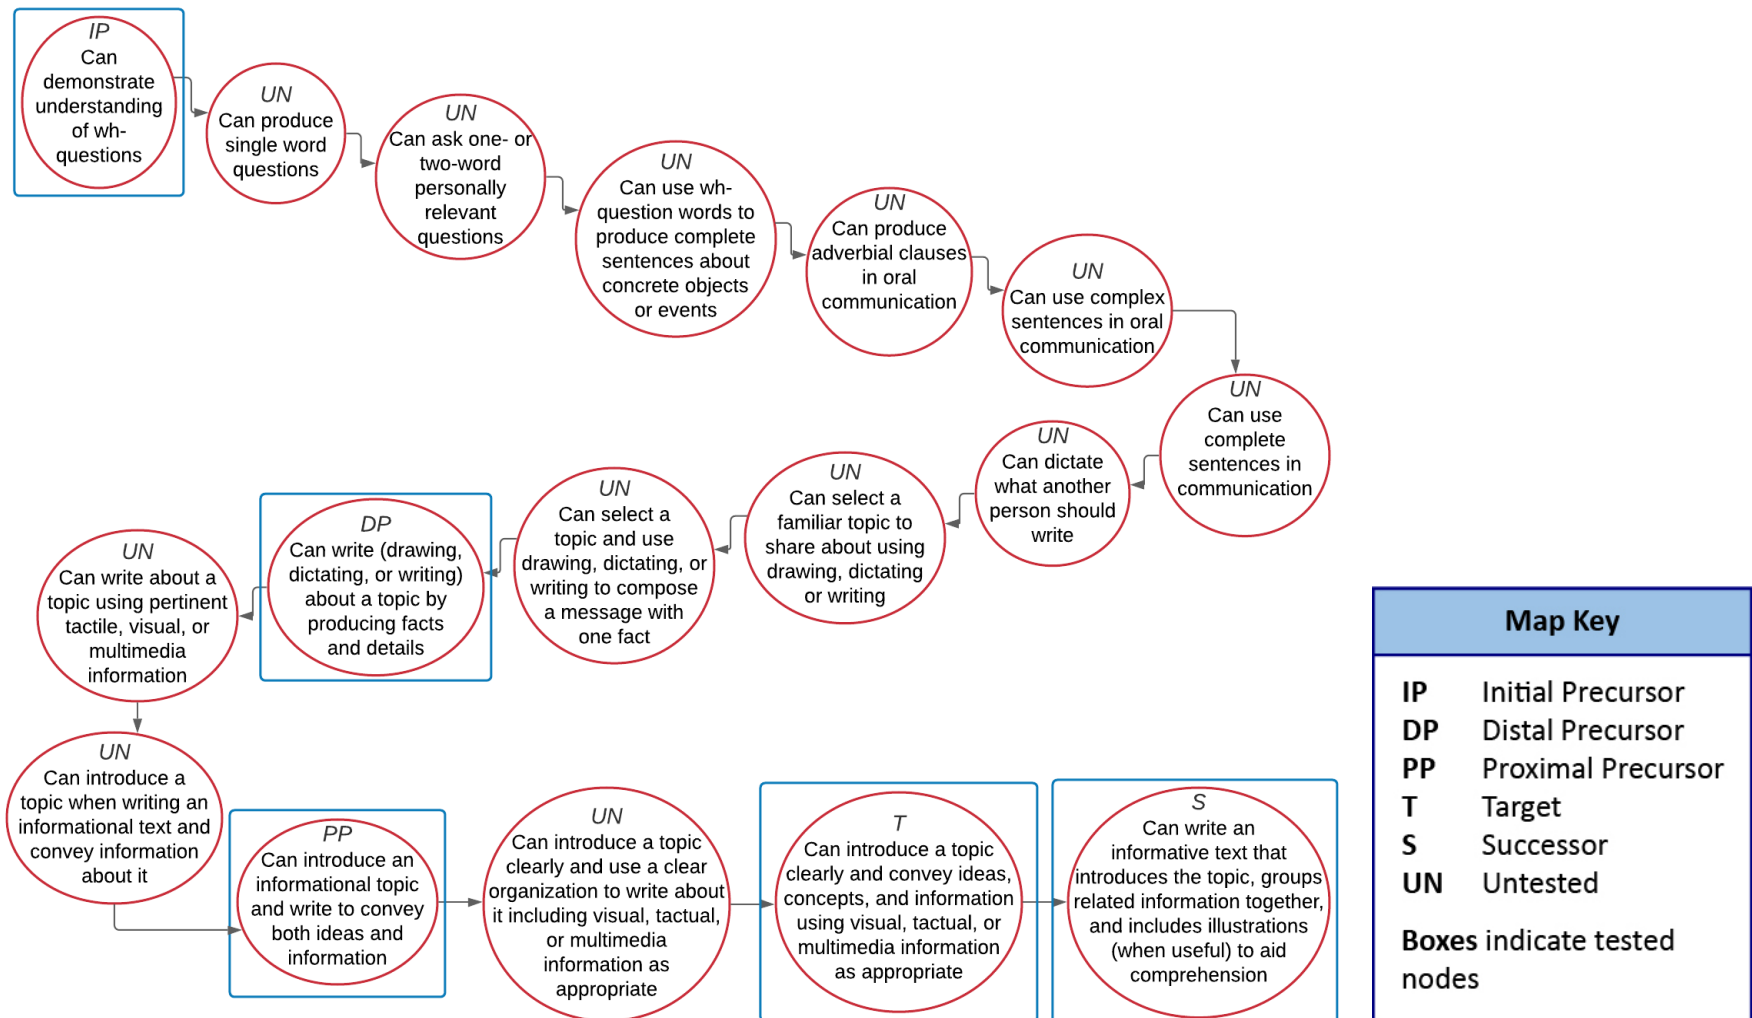 IP
Can
demonstrate
understanding
of wh-
questions
UN
Can produce
single word
questions
UN
Can ask one- or
two-word
personally
relevant
questions
UN
Can use wh-
question words to
produce complete
sentences about
concrete objects
or events
UN
Can produce
adverbial clauses
in oral
communication
UN
Can use complex
sentences in oral
communication
UN
Can use
complete
sentences in
communication
UN
Can dictate
what another
person should
write
UN
Can select a
familiar topic to
share about using
drawing, dictating
or writing
UN
Can select a
topic and use
drawing, dictating, or
writing to compose
a message with
one fact
DP
Can write (drawing,
dictating, or writing)
about a topic by
producing facts
and details
UN
Can write about a
topic using pertinent
tactile, visual, or
multimedia
information
UN
Can introduce a
topic when writing an
informational text and
convey information
about it
PP
Can introduce an
informational topic
and write to convey
both ideas and
information
UN
Can introduce a topic
clearly and use a clear
organization to write about
it including visual, tactual,
or multimedia
information as
appropriate
T
Can introduce a topic
clearly and convey ideas,
concepts, and information
using visual, tactual, or
multimedia information
as appropriate
S
Can write an
informative text that
introduces the topic, groups
related information together,
and includes illustrations
(when useful) to aid
comprehension
Map Key
IP Initial Precursor
DP Distal Precursor
PP Proximal Precursor
T Target
S Successor
UN Untested
Boxes indicate tested
nodes